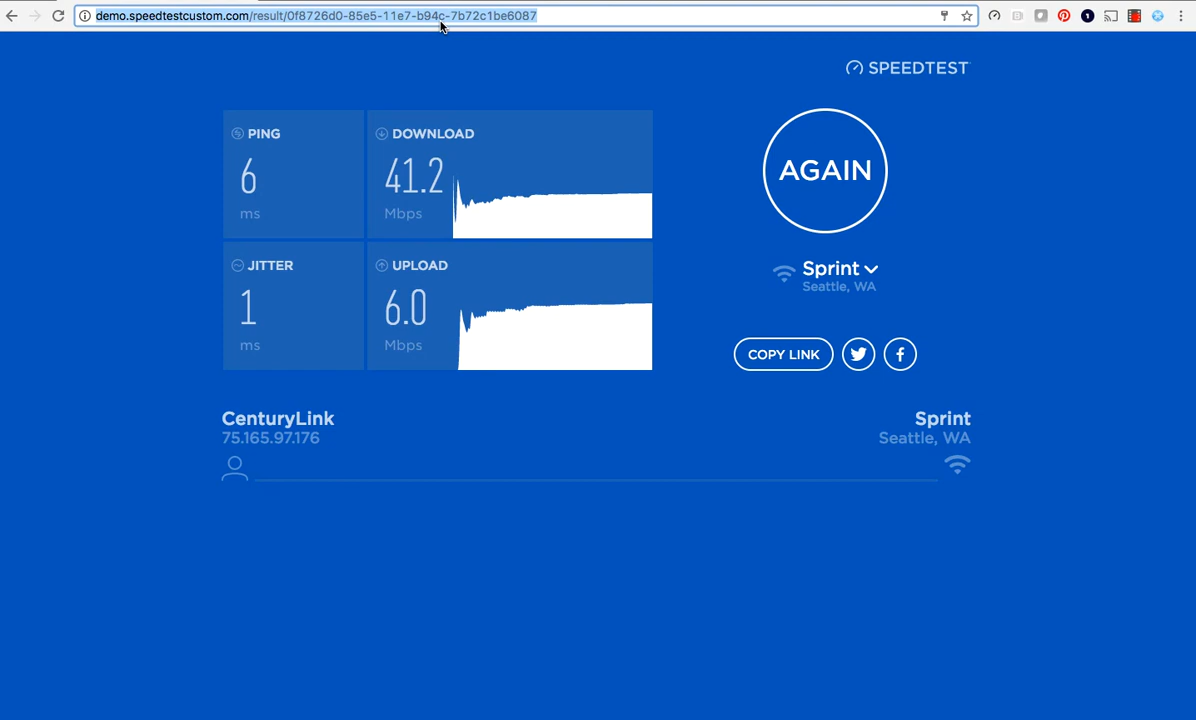 demo.speedtestcustom.com/result/0f8726d0-85e5-11e7-b94c-7b72c1be6087
1
SPEEDTEST
PING
6
ms
DOWNLOAD
41.2
Mbps
AGAIN
JITTER
1
ms
UPLOAD
6.0
Mbps
Sprint
Seattle, WA
COPY LINK
CenturyLink
75.165.97.176
Sprint
Seattle, WA